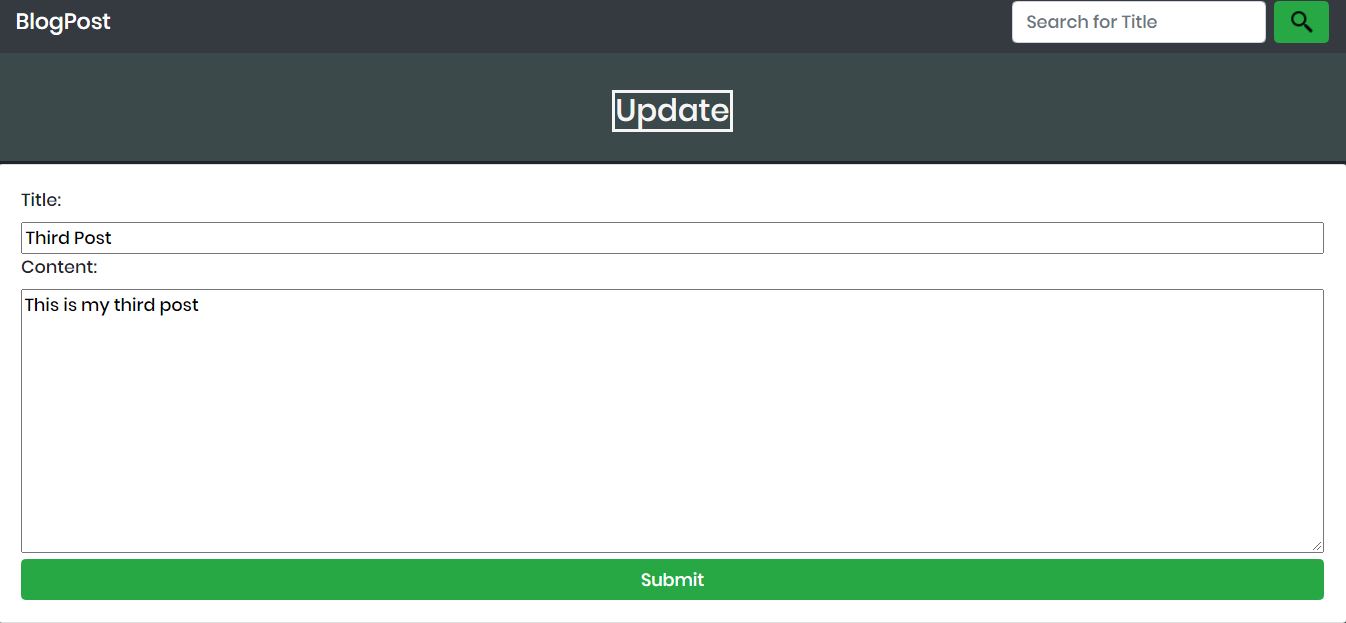 BlogPost
Search for Title
Update
Title:
Third Post
Content:
This is my third post
Submit